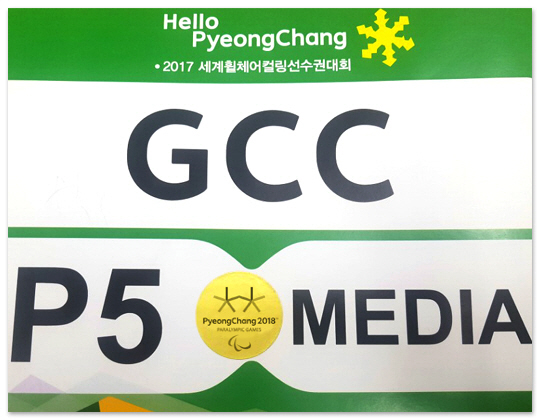 Hello
PyeongChang
• 2017 세계휠체어컬링선수권대회
GCC
P5
PyeongChang 2018
PARALYMPIC GAMES
MEDIA